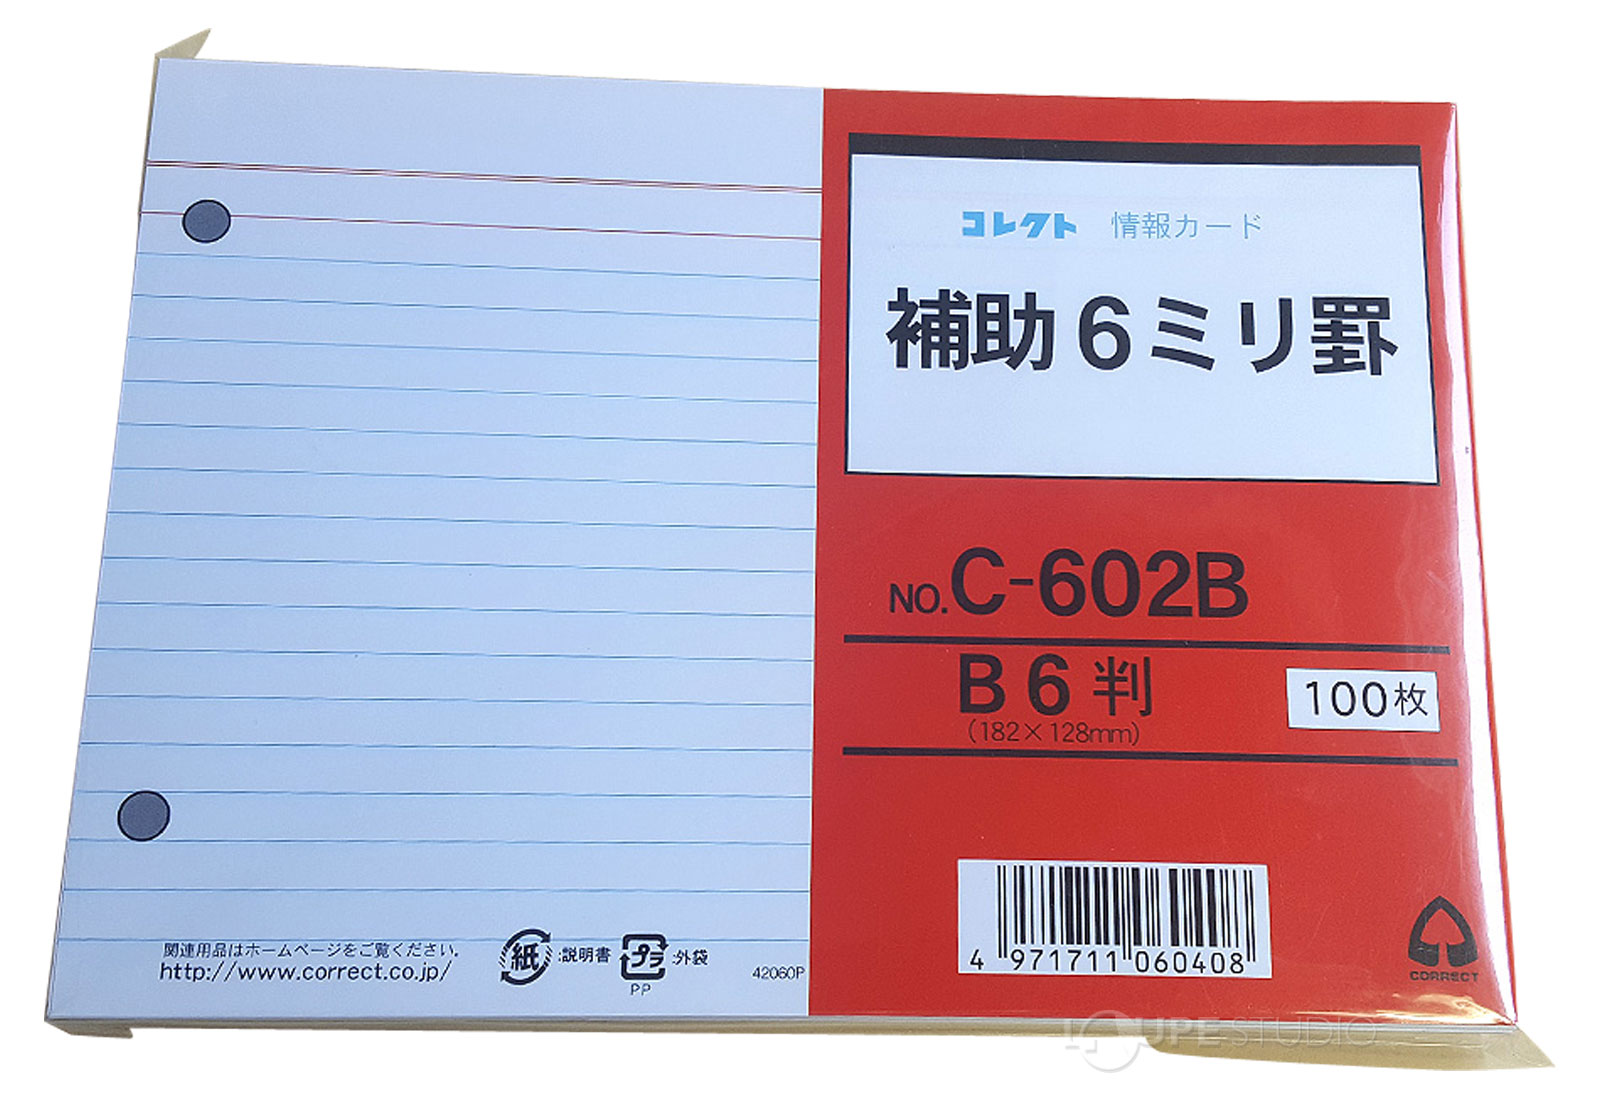 コレクト 情報カード
補助6ミリ罫
NO.C-602B
B6判
(182×128mm)
100枚
4 971711 060408
CORRECT
関連用品はホームページをご覧ください。
http://www.correct.co.jp/
紙 :説明書
プラ :外袋
PP
42060P
LOUPE STUDIO